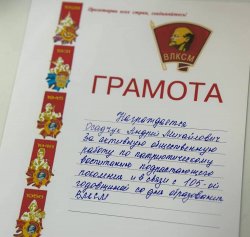 Пролетарии всех стран, соединяйтесь!
ВЛКСМ
ГРАМОТА
Награждается
Осадчук Андрей Михайлович
За активную общественную
работу по патриотическому
воспитанию подрастающего
поколения и в связи с 105-ой
годовщиной со дня образования
ВЛКСМ